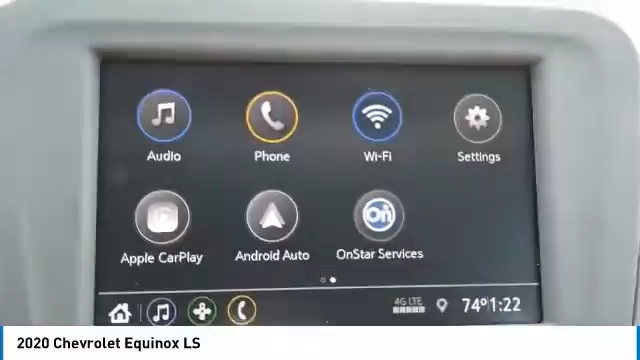 Audio Phone Wi-Fi Settings
Apple CarPlay Android Auto OnStar Services
4G LTE 74° 1:22
2020 Chevrolet Equinox LS